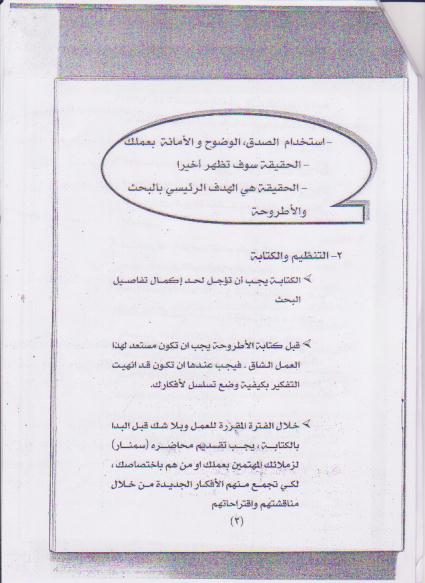 - استخدام الصدق، الوضوح و الأمانة بعملك
- الحقيقة سوف تظهر أخيرا
- الحقيقة هي الهدف الرئيسي بالبحث
والأطروحة
٢- التنظيم والكتابة
➢ الكتابة يجب أن تؤجل لحد إكمال تفاصيل
البحث
➢ قبل كتابة الأطروحة يجب ان تكون مستعد لهذا
العمل الشاق . فيجب عندها ان تكون قد انهيت
التفكير بكيفية وضع تسلسل لأفكارك.
➢ خلال الفترة المقررة للعمل وبلا شك قبل البدا
بالكتابة ، يجب تقديم محاضره (سمنار)
لزملائك المهتمين بعملك او من هم باختصاصك ،
لكي تجمع منهم الأفكار الجديدة من خلال
مناقشتهم واقتراحاتهم
(٢)